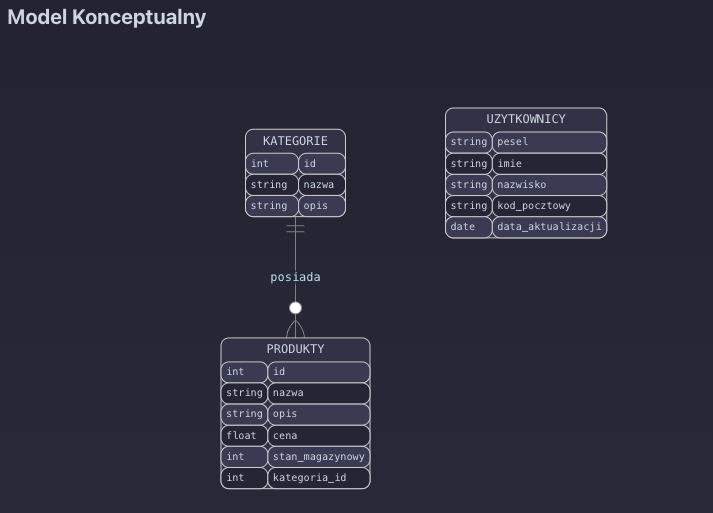 Model Konceptualny
KATEGORIE
int id
string nazwa
string opis
UZYTKOWNICY
string pesel
string imie
string nazwisko
string kod_pocztowy
date data_aktualizacji
posiada
PRODUKTY
int id
string nazwa
string opis
float cena
int stan_magazynowy
int kategoria_id